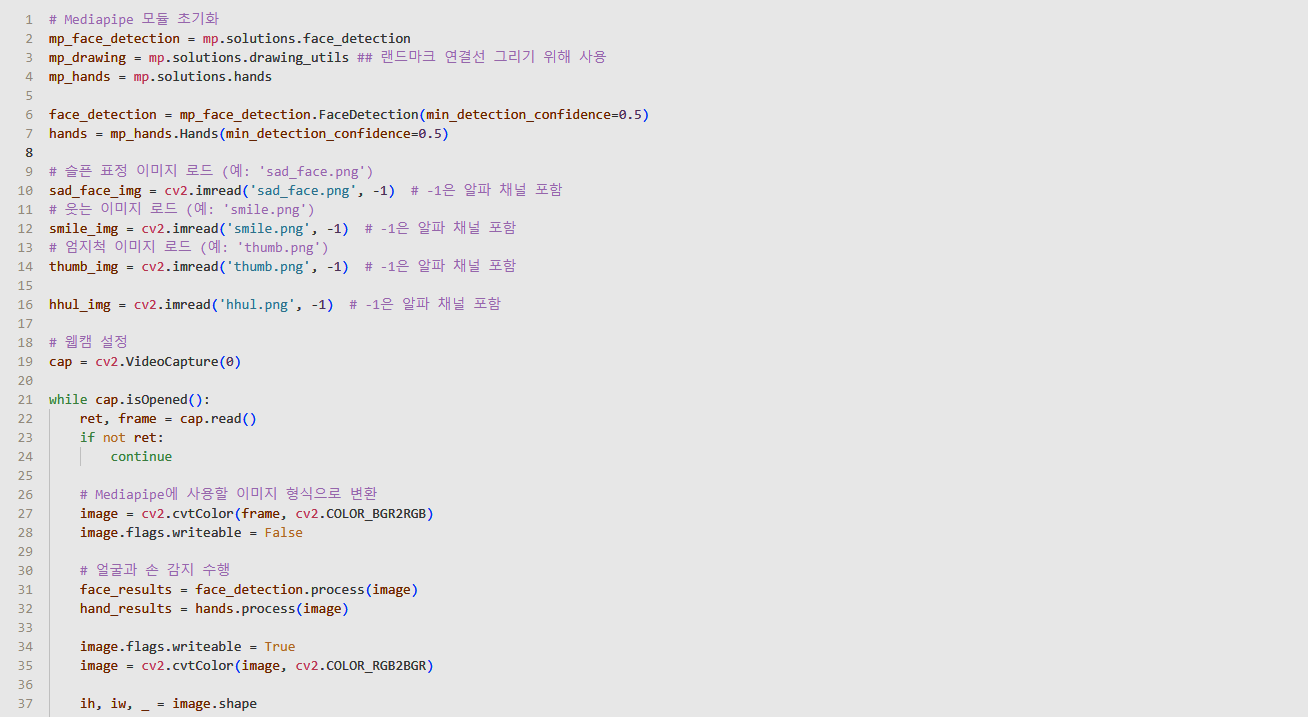 1 # Mediapipe 모듈 초기화
2 mp_face_detection = mp.solutions.face_detection
3 mp_drawing = mp.solutions.drawing_utils ## 랜드마크 연결선 그리기 위해 사용
4 mp_hands = mp.solutions.hands
5
6 face_detection = mp_face_detection.FaceDetection(min_detection_confidence=0.5)
7 hands = mp_hands.Hands(min_detection_confidence=0.5)
8
9 # 슬픈 표정 이미지 로드 (예: 'sad_face.png')
10 sad_face_img = cv2.imread('sad_face.png', -1)  # -1은 알파 채널 포함
11 # 웃는 이미지 로드 (예: 'smile.png')
12 smile_img = cv2.imread('smile.png', -1)  # -1은 알파 채널 포함
13 # 엄지척 이미지 로드 (예: 'thumb.png')
14 thumb_img = cv2.imread('thumb.png', -1)  # -1은 알파 채널 포함
15
16 hhul_img = cv2.imread('hhul.png', -1)  # -1은 알파 채널 포함
17
18 # 웹캠 설정
19 cap = cv2.VideoCapture(0)
20
21 while cap.isOpened():
22     ret, frame = cap.read()
23     if not ret:
24         continue
25
26     # Mediapipe에 사용할 이미지 형식으로 변환
27     image = cv2.cvtColor(frame, cv2.COLOR_BGR2RGB)
28     image.flags.writeable = False
29
30     # 얼굴과 손 감지 수행
31     face_results = face_detection.process(image)
32     hand_results = hands.process(image)
33
34     image.flags.writeable = True
35     image = cv2.cvtColor(image, cv2.COLOR_RGB2BGR)
36
37     ih, iw, _ = image.shape